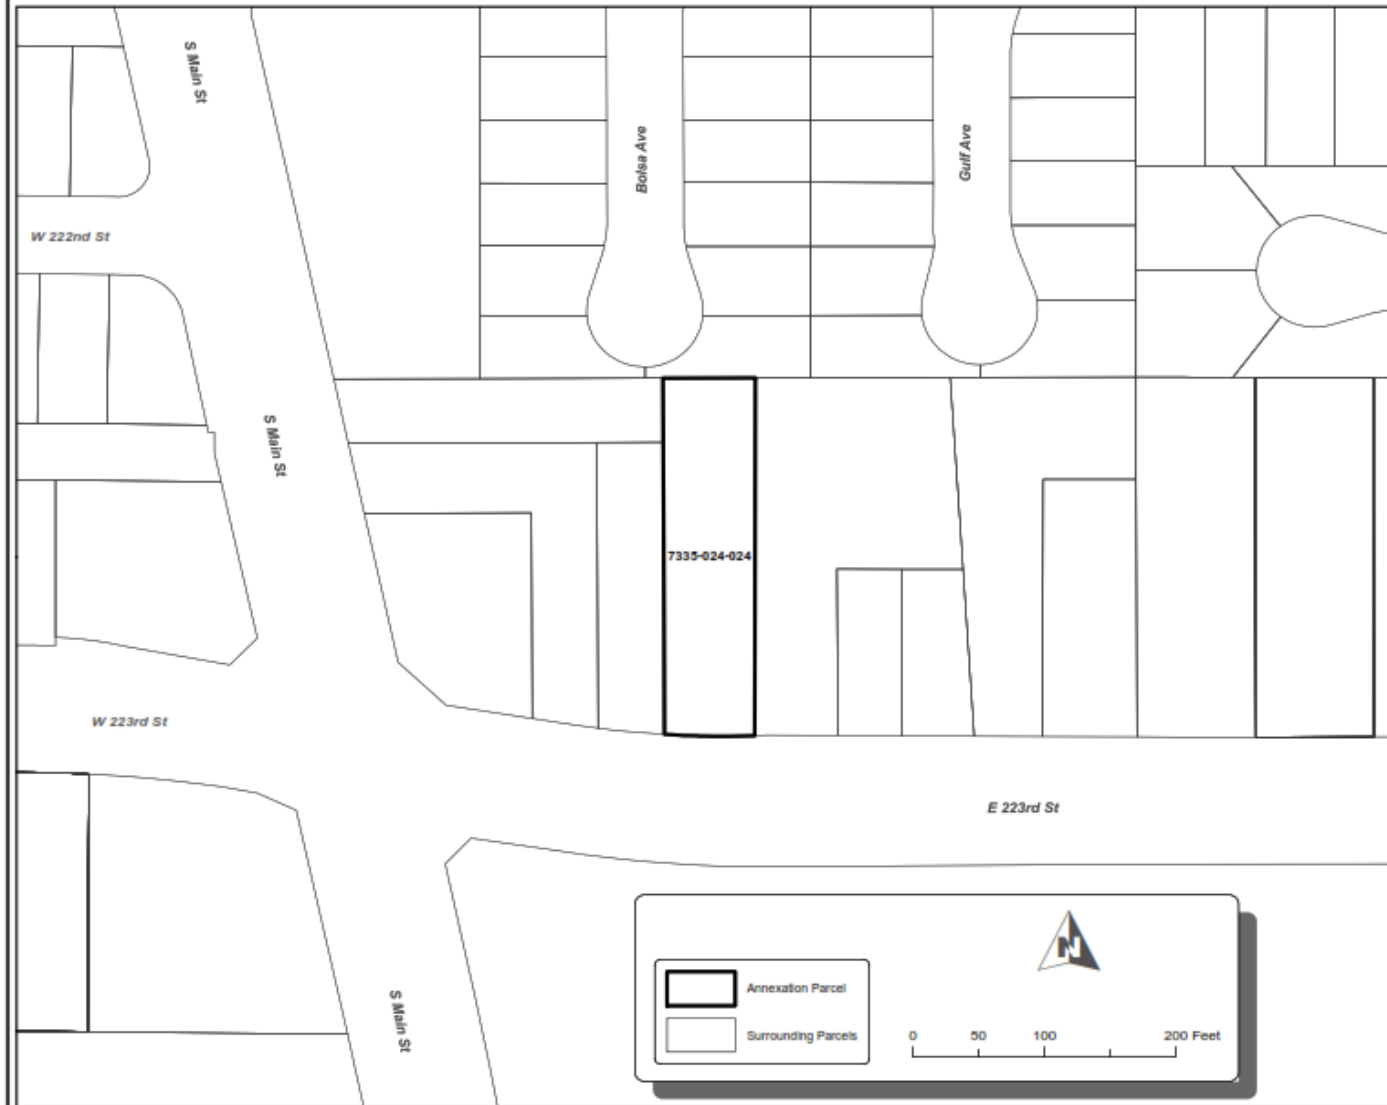 S Main St
Bolsa Ave
Gulf Ave
W 222nd St
S Main St
7335-024-024
W 223rd St
E 223rd St
N
Annexation Parcel
Surrounding Parcels
0 50 100 200 Feet
S Main St